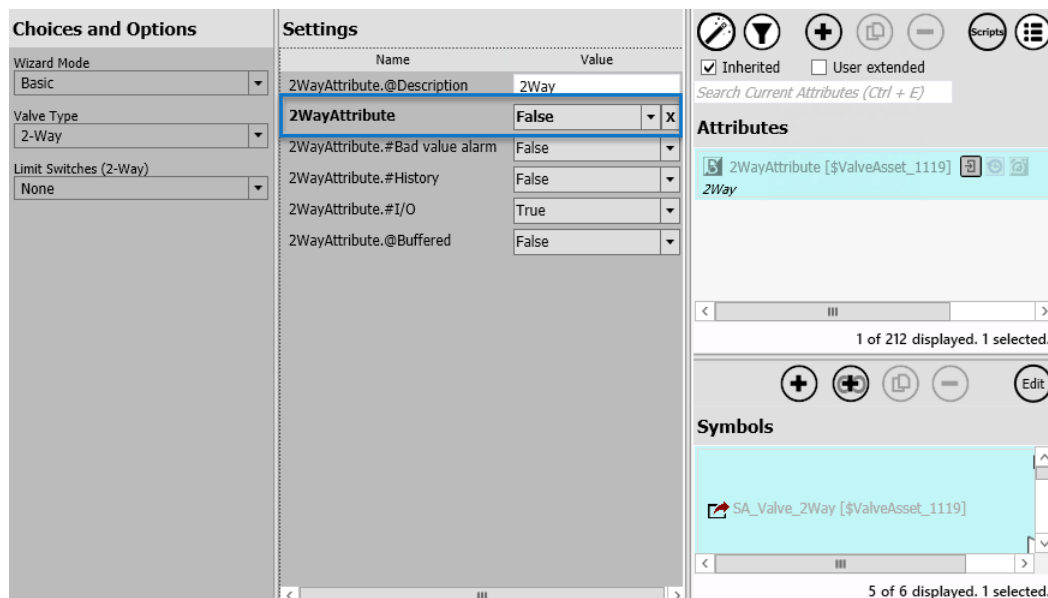 Choices and Options
Wizard Mode
Basic
Valve Type
2-Way
Limit Switches (2-Way)
None
Settings
Name Value
2WayAttribute.@Description 2Way
2WayAttribute False X
2WayAttribute.#Bad value alarm False
2WayAttribute.#History False
2WayAttribute.#I/O True
2WayAttribute.@Buffered False
Scripts
Inherited User extended
Search Current Attributes (Ctrl + E)
Attributes
2WayAttribute [$ValveAsset_1119]
2Way
1 of 212 displayed. 1 selected.
Edit
Symbols
SA_Valve_2Way [$ValveAsset_1119]
5 of 6 displayed. 1 selected.